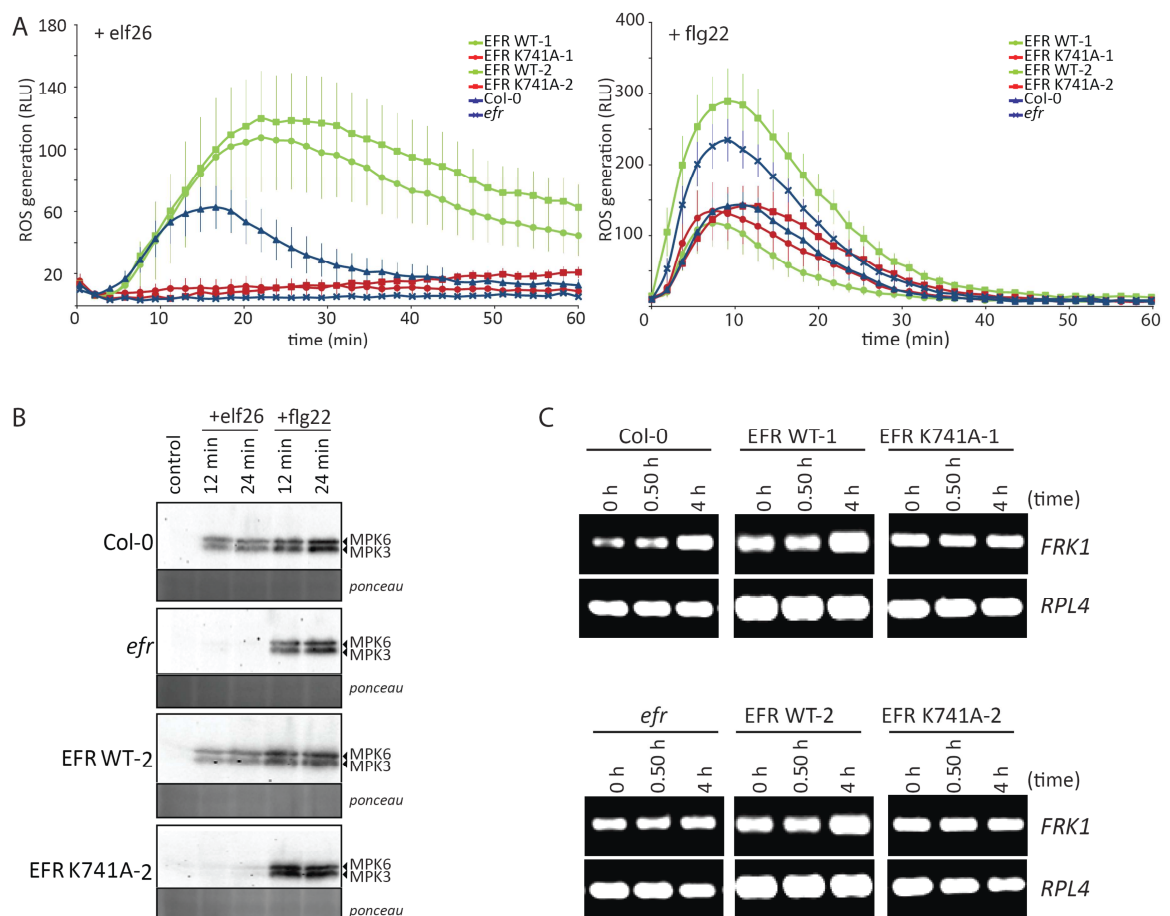 A
+ elf26
ROS generation (RLU)
180
140
100
60
20
0
10
20
30
40
50
60
time (min)
EFR WT-1
EFR K741A-1
EFR WT-2
EFR K741A-2
Col-0
efr
+ flg22
ROS generation (RLU)
400
300
200
100
0
10
20
30
40
50
60
time (min)
EFR WT-1
EFR K741A-1
EFR WT-2
EFR K741A-2
Col-0
efr
B
+elf26 +flg22
control 12 min 24 min 12 min 24 min
Col-0
MPK6
MPK3
ponceau
efr
MPK6
MPK3
ponceau
EFR WT-2
MPK6
MPK3
ponceau
EFR K741A-2
MPK6
MPK3
ponceau
C
Col-0 EFR WT-1 EFR K741A-1
0 h 0.50 h 4 h 0 h 0.50 h 4 h 0 h 0.50 h 4 h (time)
FRK1
RPL4
efr EFR WT-2 EFR K741A-2
0 h 0.50 h 4 h 0 h 0.50 h 4 h 0 h 0.50 h 4 h (time)
FRK1
RPL4